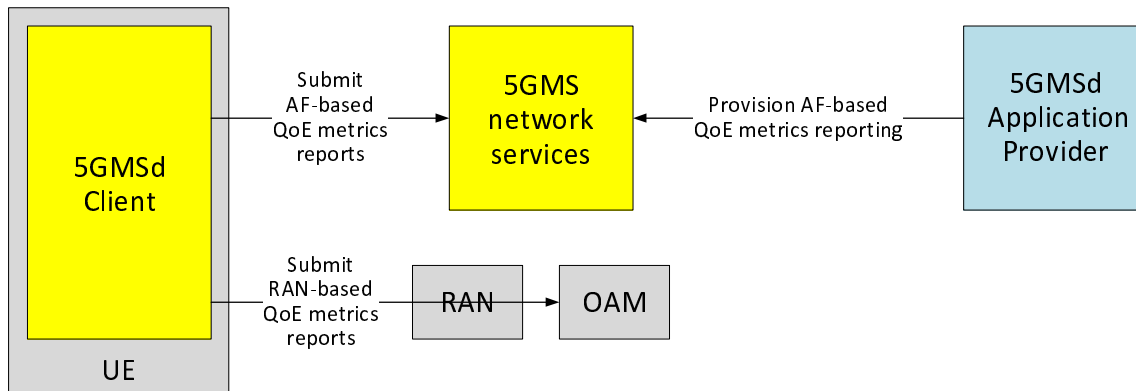 5GMSd
Client
UE
Submit
AF-based
QoE metrics
reports
5GMS
network
services
Provision AF-based
QoE metrics reporting
5GMSd
Application
Provider
Submit
RAN-based
QoE metrics
reports
RAN
OAM